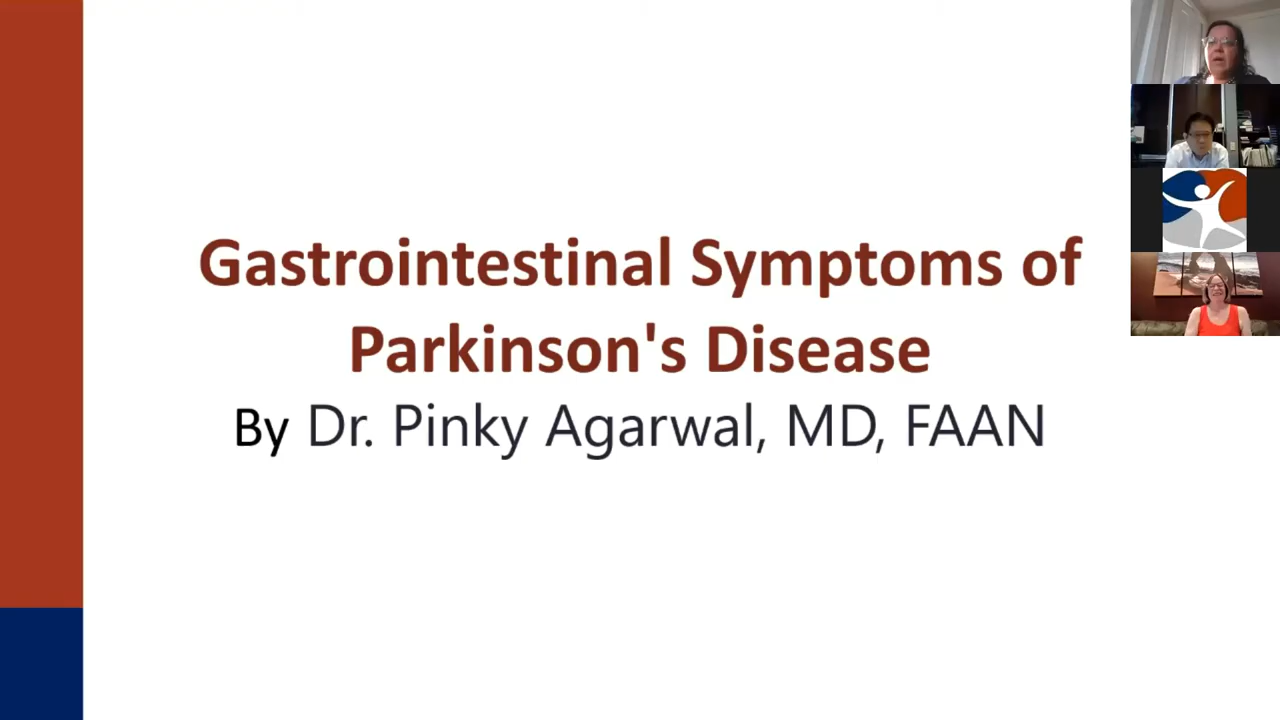 Gastrointestinal Symptoms of
Parkinson's Disease
By Dr. Pinky Agarwal, MD, FAAN